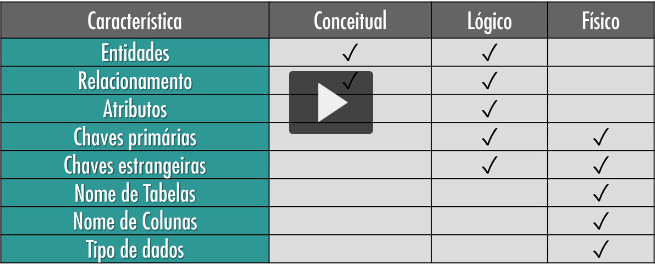 Característica Conceitual Lógico Físico
Entidades ✓ ✓
Relacionamento ✓ ✓
Atributos ✓
Chaves primárias ✓ ✓
Chaves estrangeiras ✓ ✓
Nome de Tabelas ✓
Nome de Colunas ✓
Tipo de dados ✓